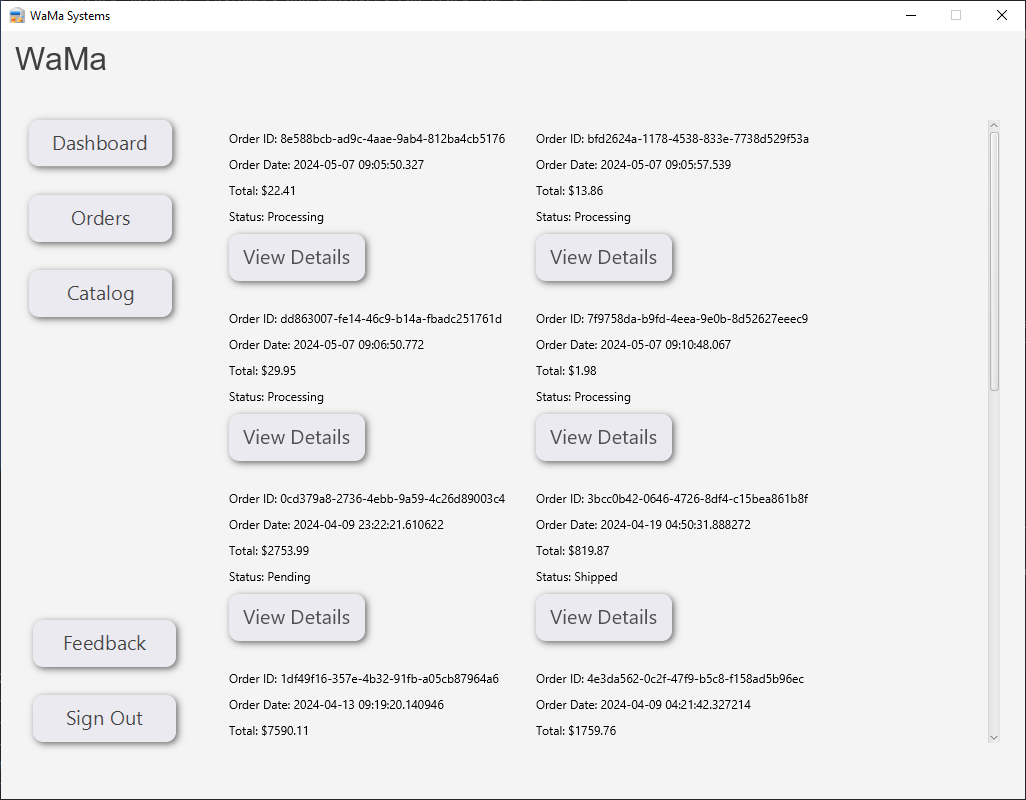 WaMa Systems
WaMa
Dashboard
Orders
Catalog
Feedback
Sign Out
Order ID: 8e588bcb-ad9c-4aae-9ab4-812ba4cb5176
Order Date: 2024-05-07 09:05:50.327
Total: $22.41
Status: Processing
View Details
Order ID: bfd2624a-1178-4538-833e-7738d529f53a
Order Date: 2024-05-07 09:05:57.539
Total: $13.86
Status: Processing
View Details
Order ID: dd863007-fe14-46c9-b14a-fbadc251761d
Order Date: 2024-05-07 09:06:50.772
Total: $29.95
Status: Processing
View Details
Order ID: 7f9758da-b9fd-4eea-9e0b-8d52627eeec9
Order Date: 2024-05-07 09:10:48.067
Total: $1.98
Status: Processing
View Details
Order ID: 0cd379a8-2736-4ebb-9a59-4c26d89003c4
Order Date: 2024-04-09 23:22:21.610622
Total: $2753.99
Status: Pending
View Details
Order ID: 3bcc0b42-0646-4726-8df4-c15bea861b8f
Order Date: 2024-04-19 04:50:31.888272
Total: $819.87
Status: Shipped
View Details
Order ID: 1df49f16-357e-4b32-91fb-a05cb87964a6
Order Date: 2024-04-13 09:19:20.140946
Total: $7590.11
Order ID: 4e3da562-0c2f-47f9-b5c8-f158ad5b96ec
Order Date: 2024-04-09 04:21:42.327214
Total: $1759.76